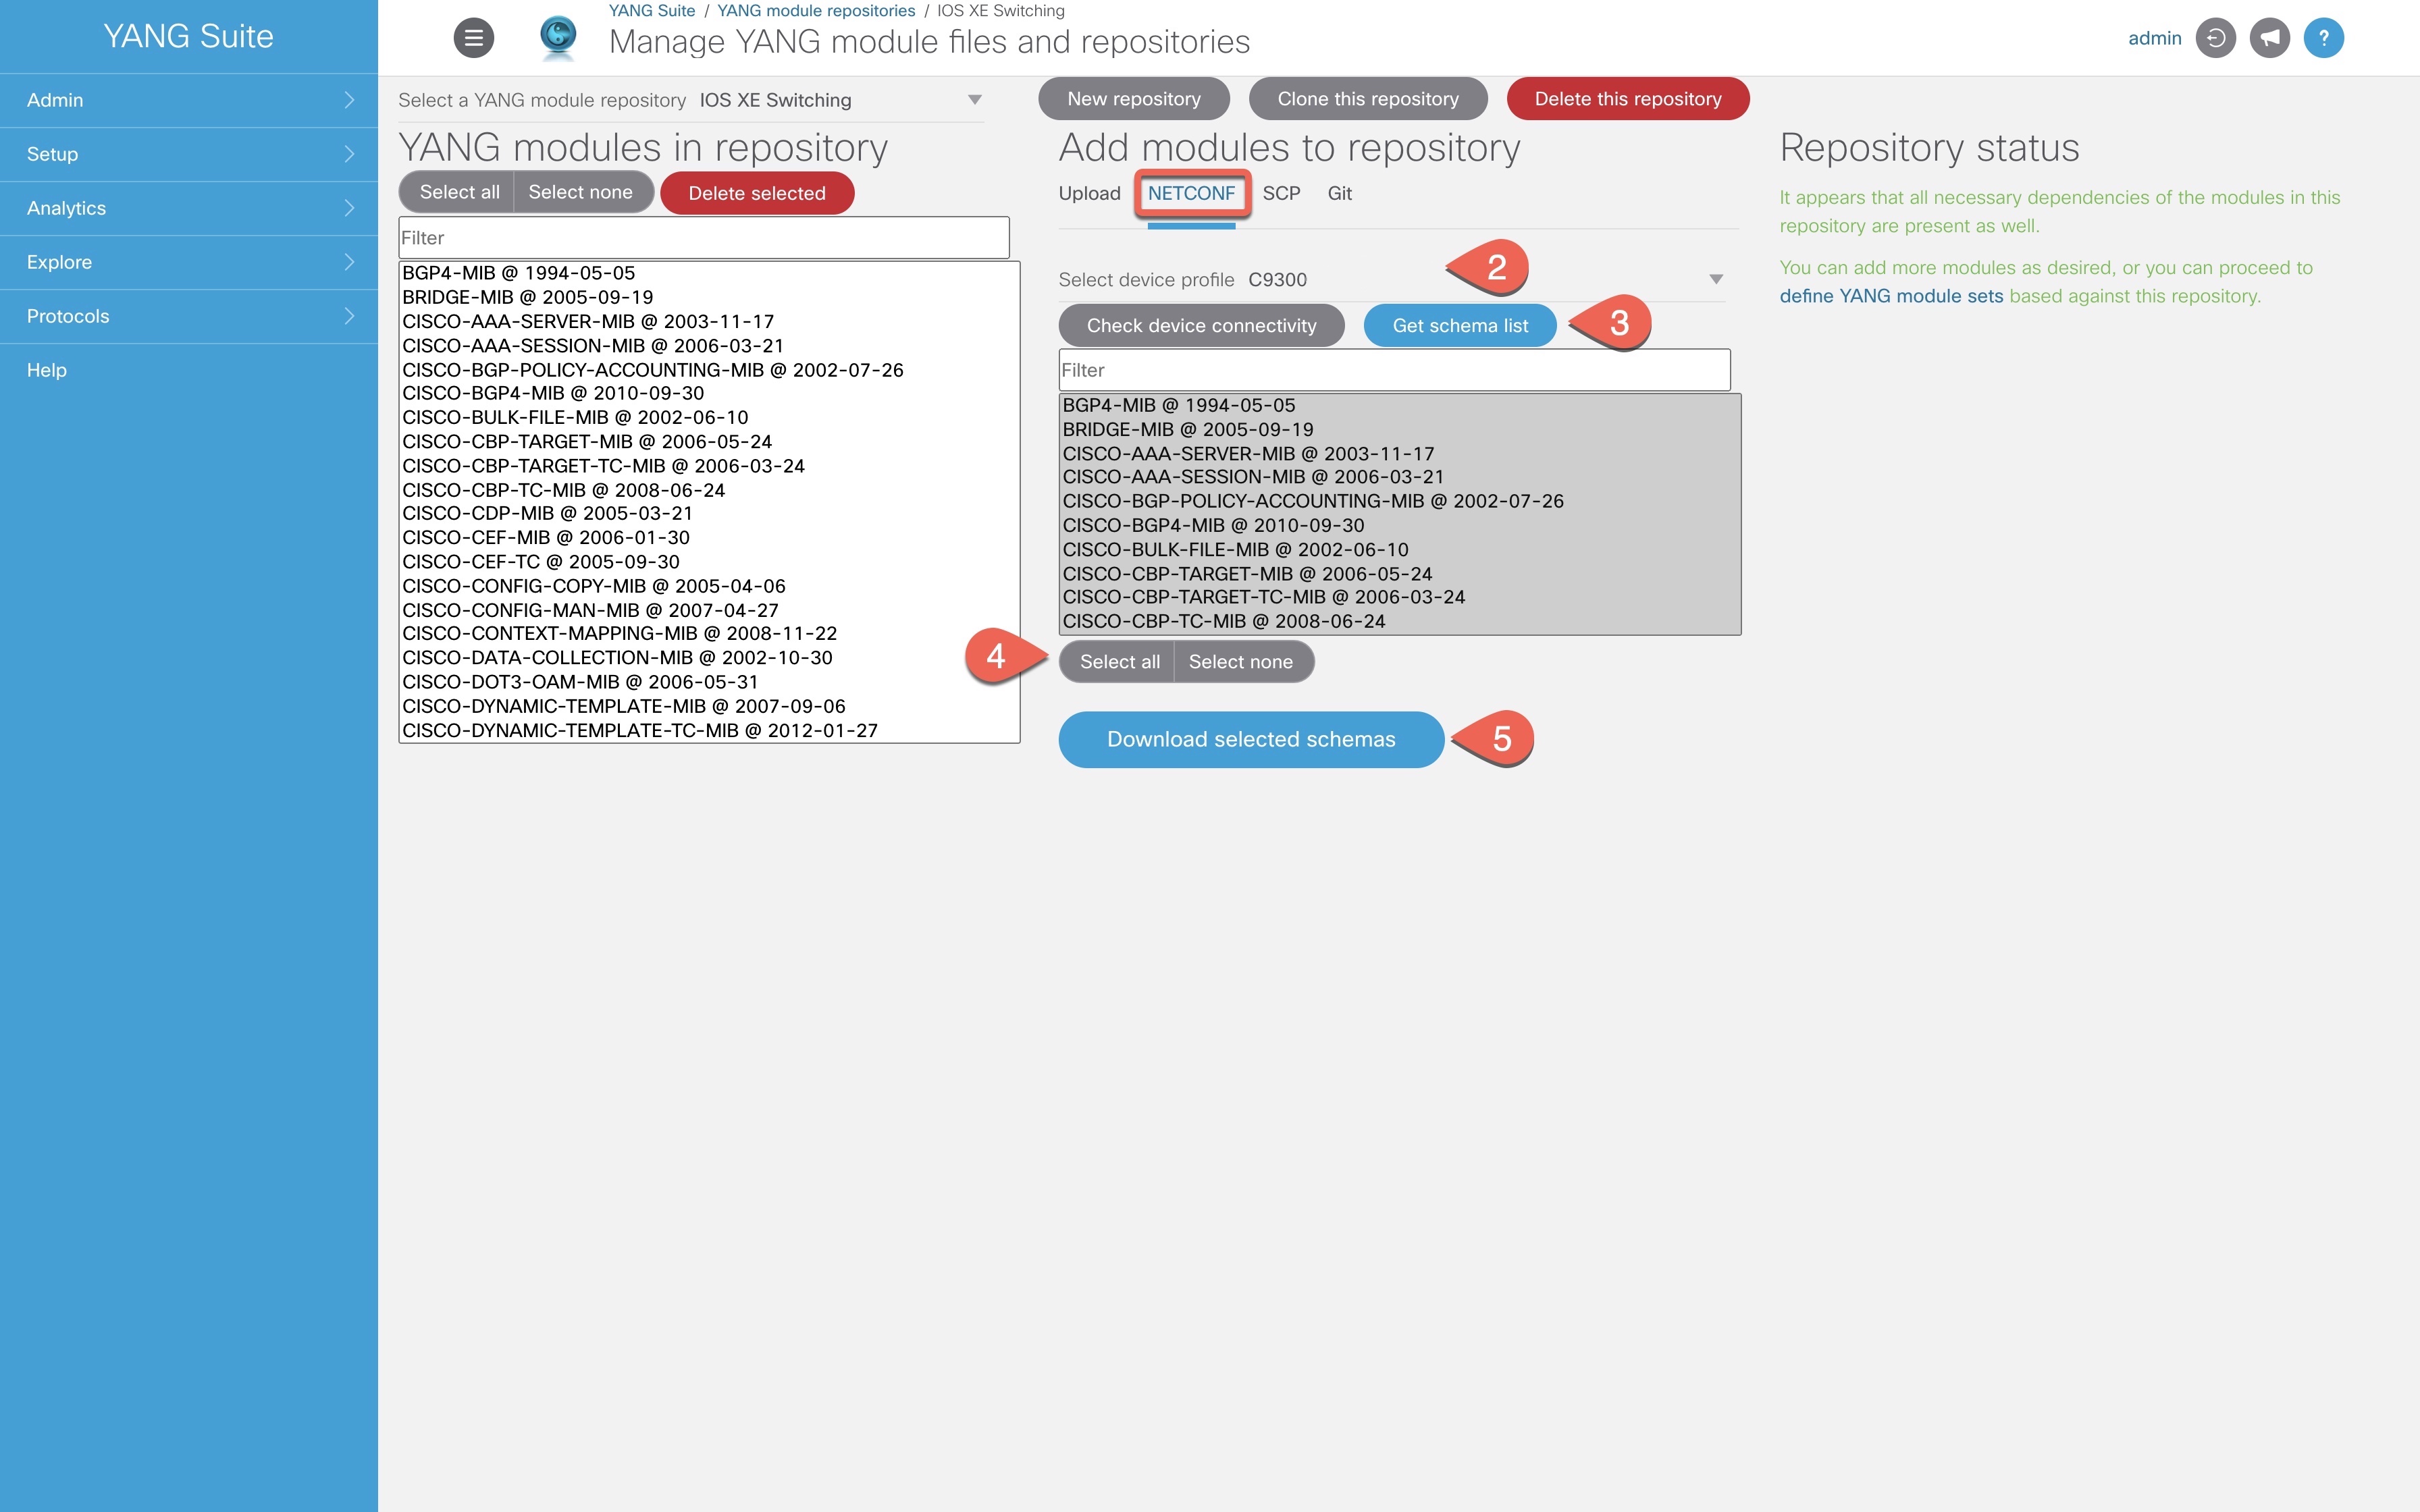 YANG Suite
Admin
Setup
Analytics
Explore
Protocols
Help
YANG Suite / YANG module repositories / IOS XE Switching
Manage YANG module files and repositories
admin
?
Select a YANG module repository IOS XE Switching
New repository
Clone this repository
Delete this repository
YANG modules in repository
Select all
Select none
Delete selected
Filter
BGP4-MIB @ 1994-05-05
BRIDGE-MIB @ 2005-09-19
CISCO-AAA-SERVER-MIB @ 2003-11-17
CISCO-AAA-SESSION-MIB @ 2006-03-21
CISCO-BGP-POLICY-ACCOUNTING-MIB @ 2002-07-26
CISCO-BGP4-MIB @ 2010-09-30
CISCO-BULK-FILE-MIB @ 2002-06-10
CISCO-CBP-TARGET-MIB @ 2006-05-24
CISCO-CBP-TARGET-TC-MIB @ 2006-03-24
CISCO-CBP-TC-MIB @ 2008-06-24
CISCO-CDP-MIB @ 2005-03-21
CISCO-CEF-MIB @ 2006-01-30
CISCO-CEF-TC @ 2005-09-30
CISCO-CONFIG-COPY-MIB @ 2005-04-06
CISCO-CONFIG-MAN-MIB @ 2007-04-27
CISCO-CONTEXT-MAPPING-MIB @ 2008-11-22
CISCO-DATA-COLLECTION-MIB @ 2002-10-30
CISCO-DOT3-OAM-MIB @ 2006-05-31
CISCO-DYNAMIC-TEMPLATE-MIB @ 2007-09-06
CISCO-DYNAMIC-TEMPLATE-TC-MIB @ 2012-01-27
Add modules to repository
Upload NETCONF SCP Git
2
Select device profile C9300
Check device connectivity
Get schema list
3
Filter
BGP4-MIB @ 1994-05-05
BRIDGE-MIB @ 2005-09-19
CISCO-AAA-SERVER-MIB @ 2003-11-17
CISCO-AAA-SESSION-MIB @ 2006-03-21
CISCO-BGP-POLICY-ACCOUNTING-MIB @ 2002-07-26
CISCO-BGP4-MIB @ 2010-09-30
CISCO-BULK-FILE-MIB @ 2002-06-10
CISCO-CBP-TARGET-MIB @ 2006-05-24
CISCO-CBP-TARGET-TC-MIB @ 2006-03-24
CISCO-CBP-TC-MIB @ 2008-06-24
4
Select all
Select none
Download selected schemas
5
Repository status
It appears that all necessary dependencies of the modules in this
repository are present as well.
You can add more modules as desired, or you can proceed to
define YANG module sets based against this repository.